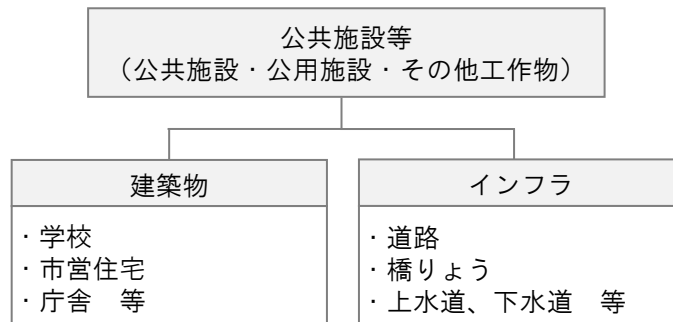 公共施設等
（公共施設・公用施設・その他工作物）
建築物
・学校
・市営住宅
・庁舎　等
インフラ
・道路
・橋りょう
・上水道、下水道　等